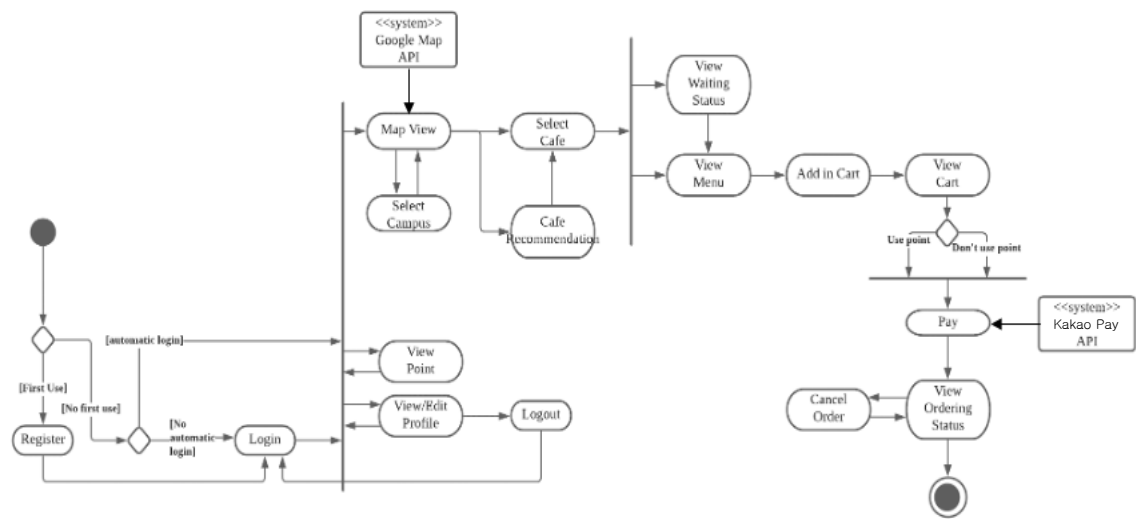 <<system>>
Google Map
API
Map View
Select
Campus
Select
Cafe
Cafe
Recommendation
View
Waiting
Status
View
Menu
Add in Cart
View
Cart
Use point
Don't use point
Pay
<<system>>
Kakao Pay
API
View
Ordering
Status
Cancel
Order
[automatic login]
[First Use]
[No first use]
Register
[No
automatic
login]
Login
View
Point
View/Edit
Profile
Logout